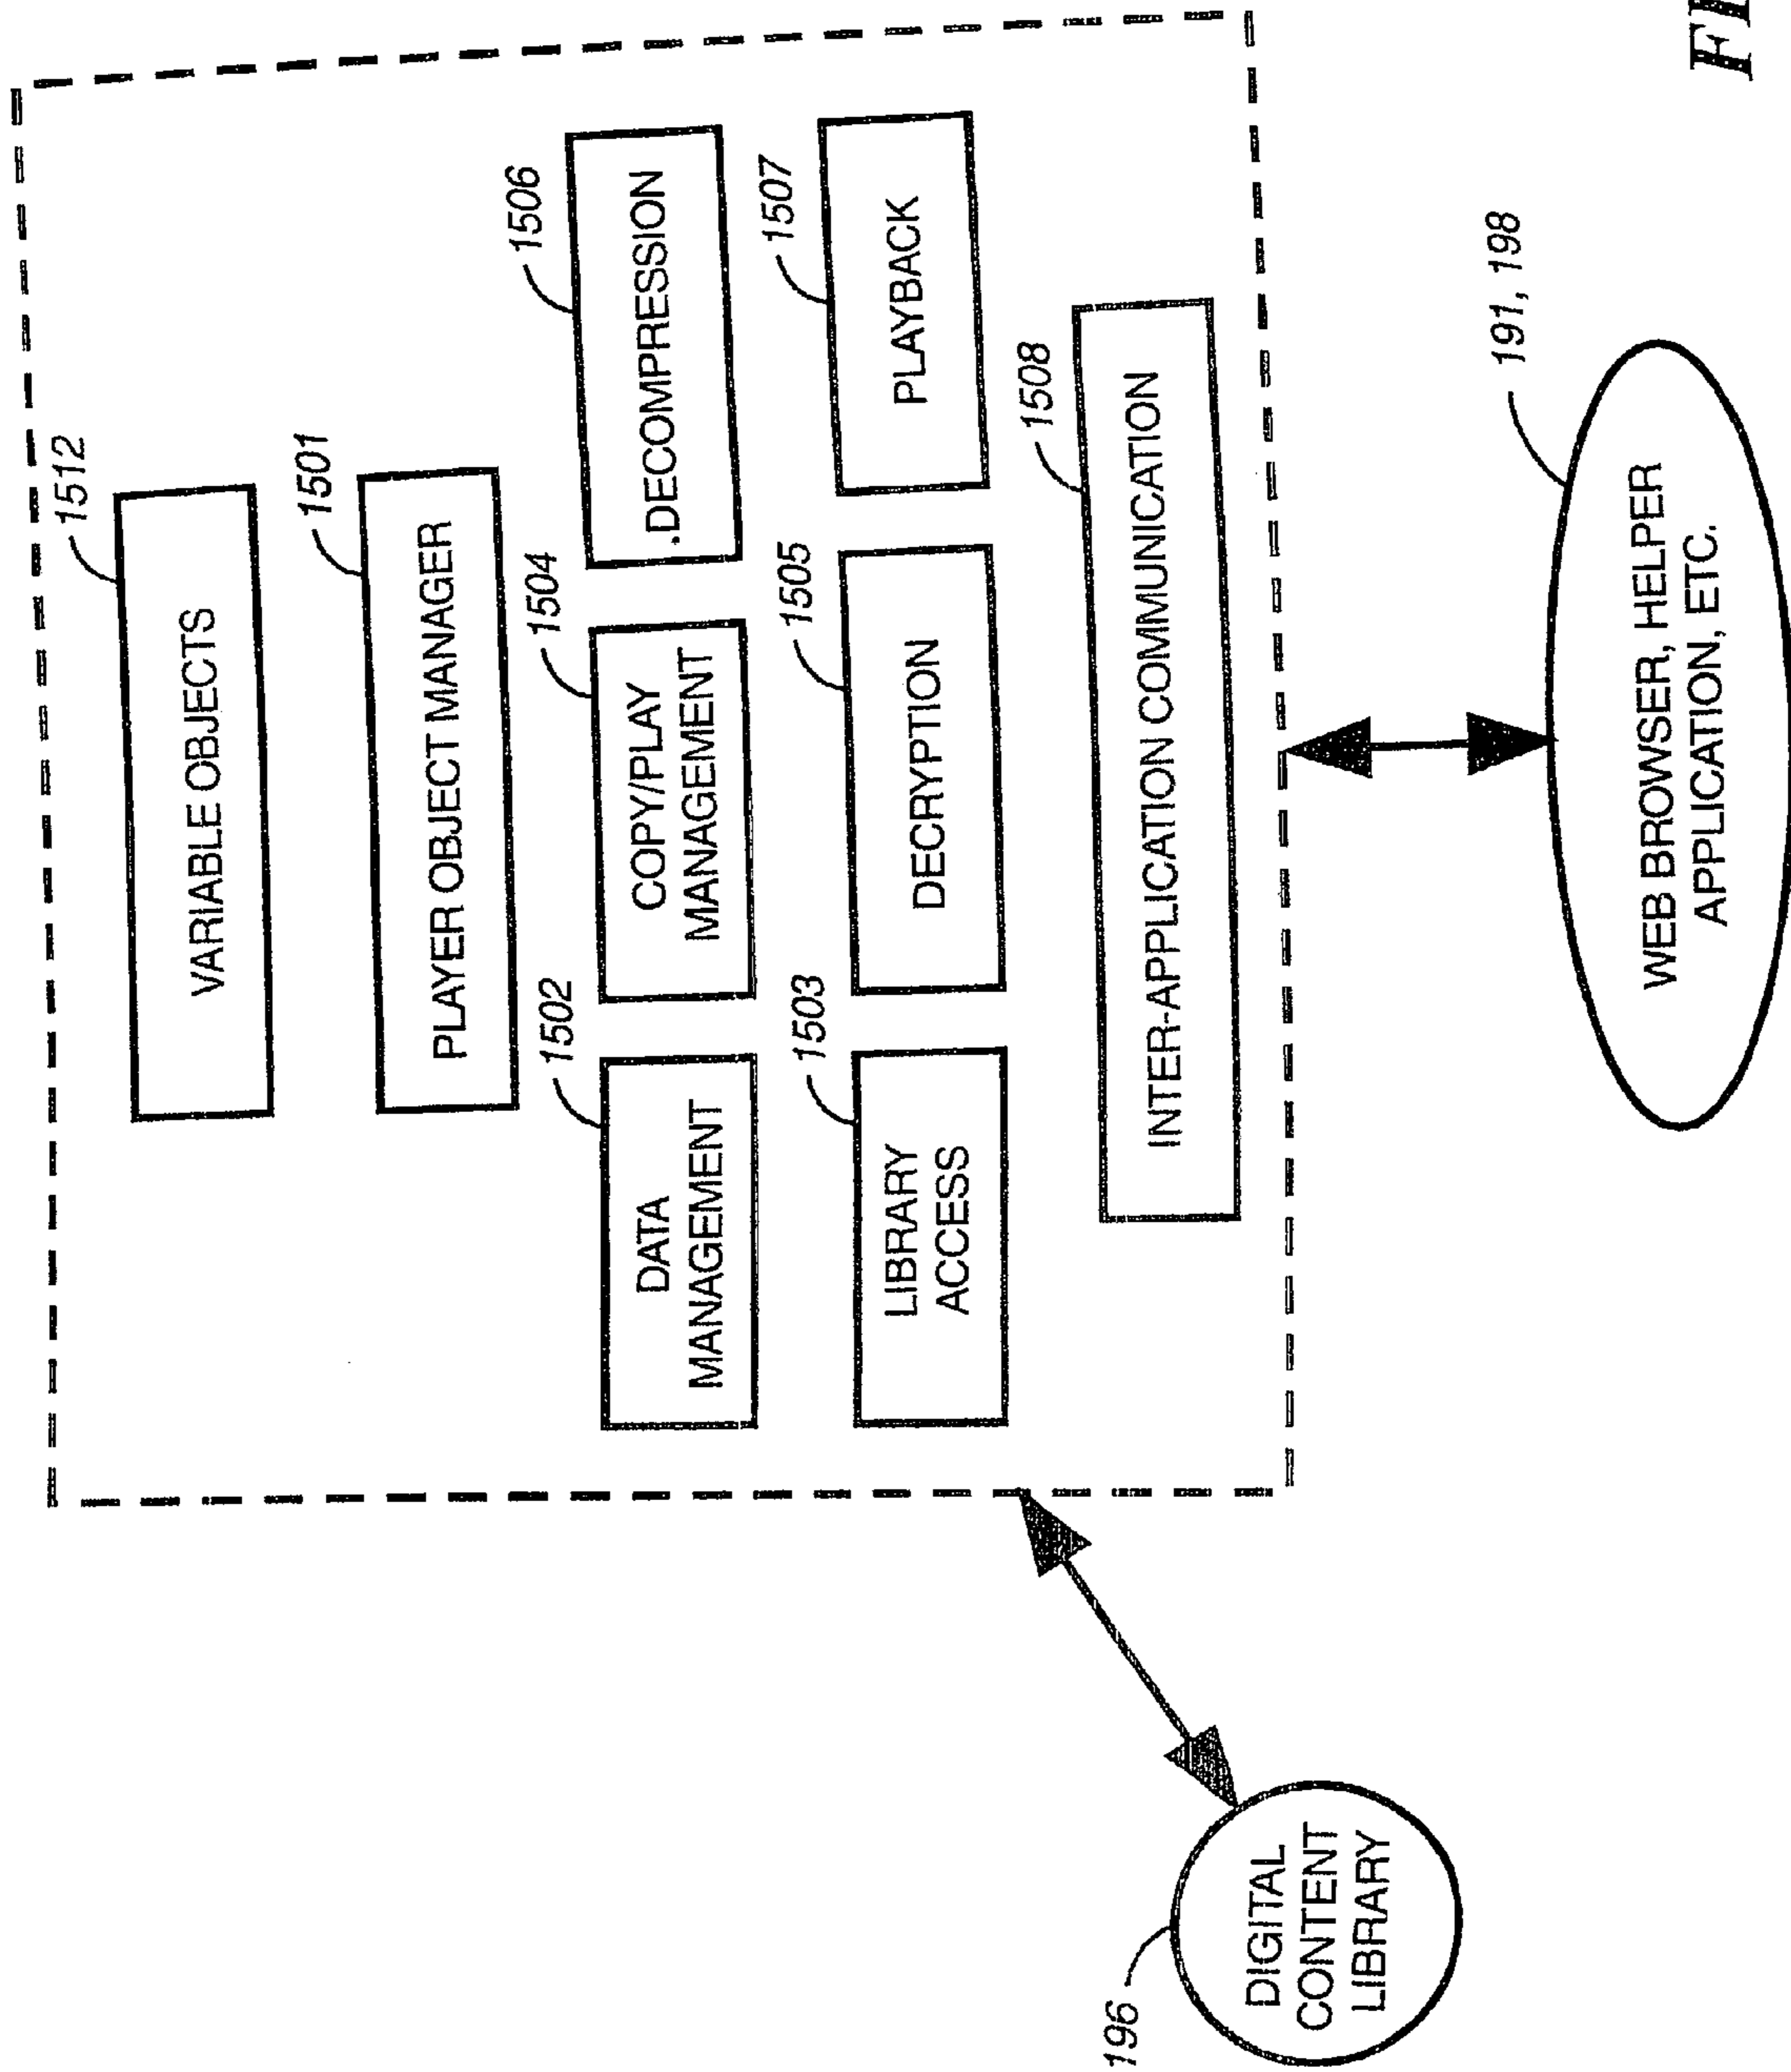 1512
VARIABLE OBJECTS
1501
PLAYER OBJECT MANAGER
1502
DATA
MANAGEMENT
1504
COPY/PLAY
MANAGEMENT
1506
.DECOMPRESSION
1503
LIBRARY
ACCESS
1505
DECRYPTION
1507
PLAYBACK
1508
INTER-APPLICATION COMMUNICATION
196
DIGITAL
CONTENT
LIBRARY
191, 198
WEB BROWSER, HELPER
APPLICATION, ETC.